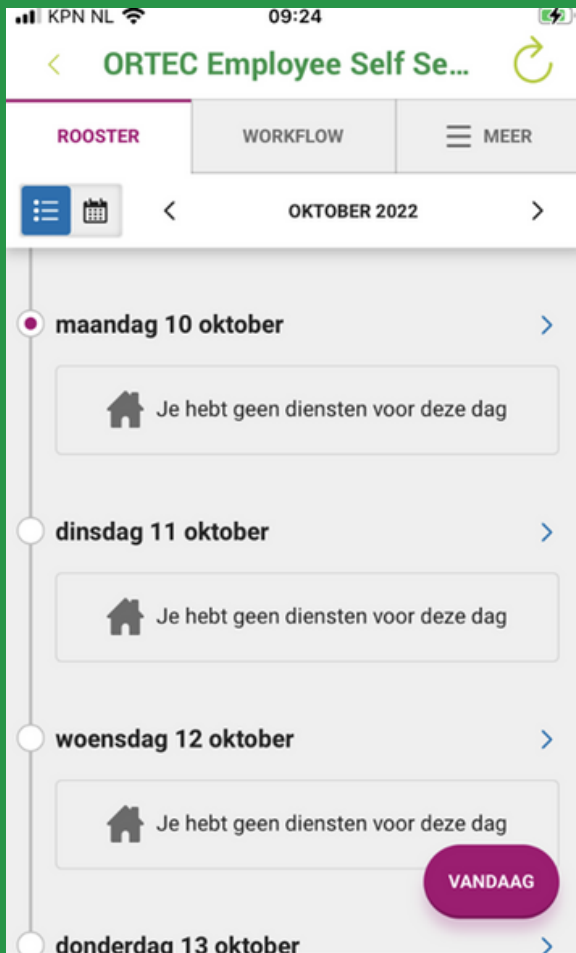 KPN NL 09:24
ORTEC Employee Self Se...
ROOSTER WORKFLOW MEER
OKTOBER 2022
maandag 10 oktober
Je hebt geen diensten voor deze dag
dinsdag 11 oktober
Je hebt geen diensten voor deze dag
woensdag 12 oktober
Je hebt geen diensten voor deze dag
VANDAAG
donderdag 13 oktober